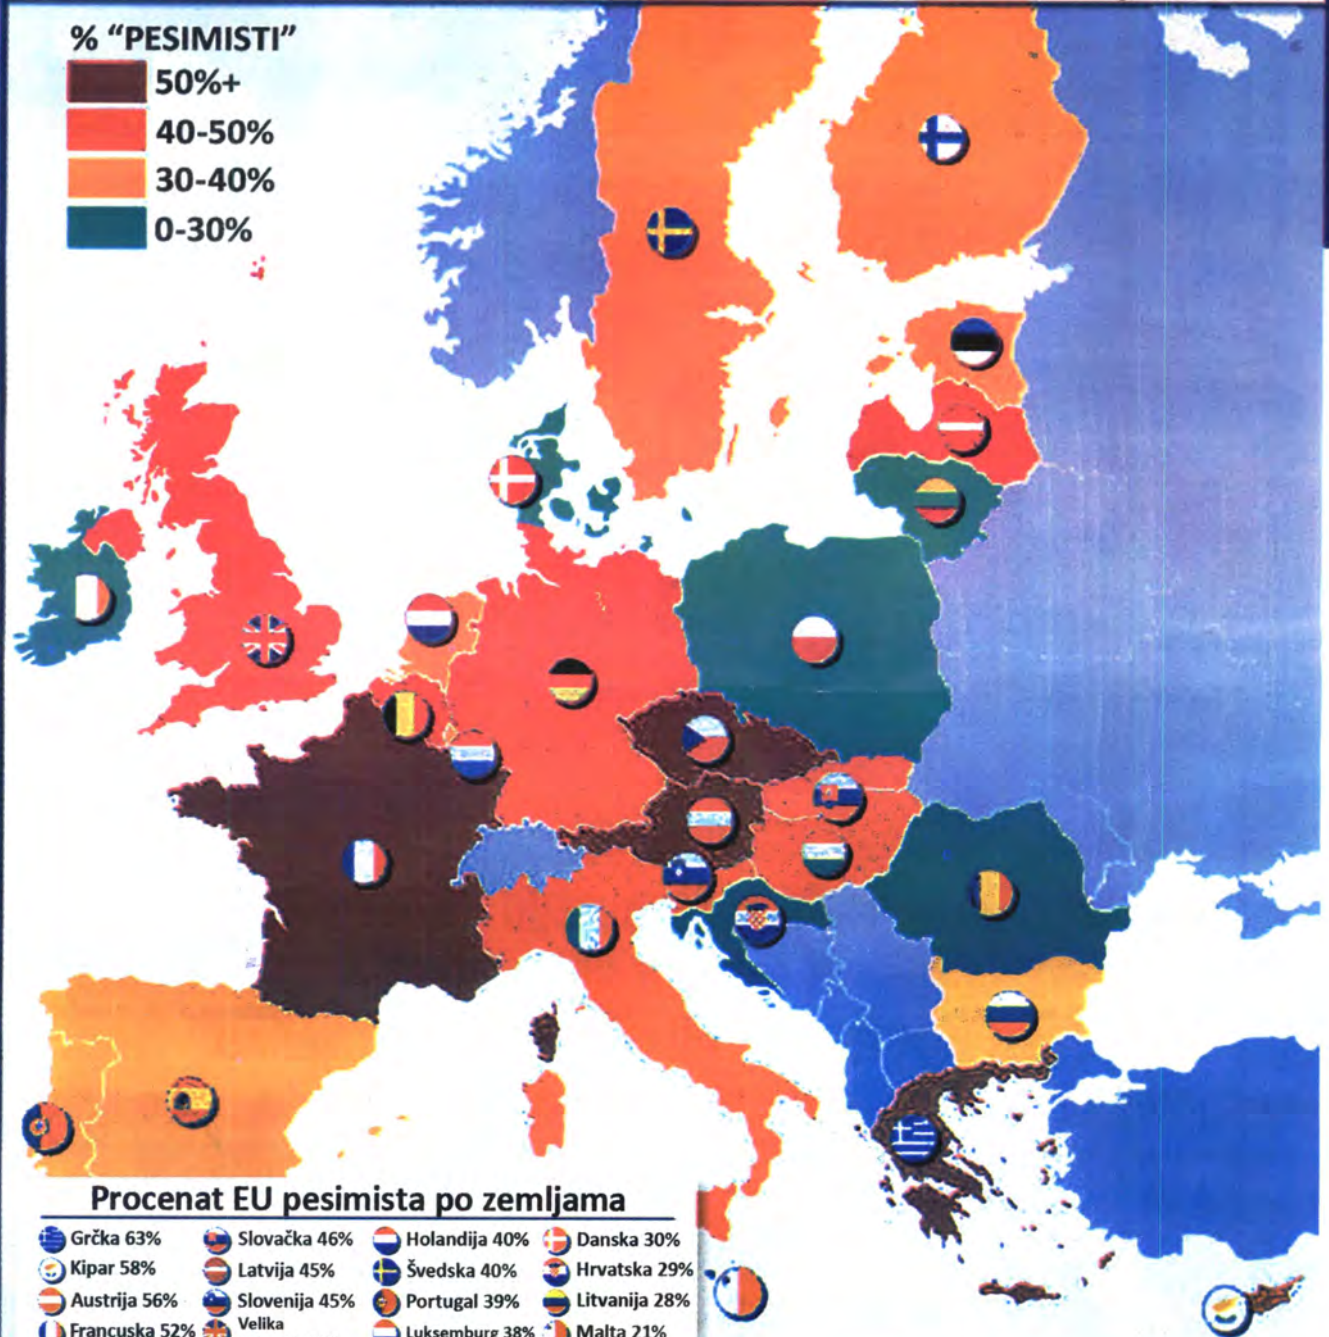 % “PESIMISTI”
50%+
40-50%
30-40%
0-30%
Procenat EU pesimista po zemljama
Grčka 63%
Kipar 58%
Austrija 56%
Francuska 52%
Slovačka 46%
Latvija 45%
Slovenija 45%
Velika
Holandija 40%
Švedska 40%
Portugal 39%
Luksemburg 38%
Danska 30%
Hrvatska 29%
Litvanija 28%
Malta 21%